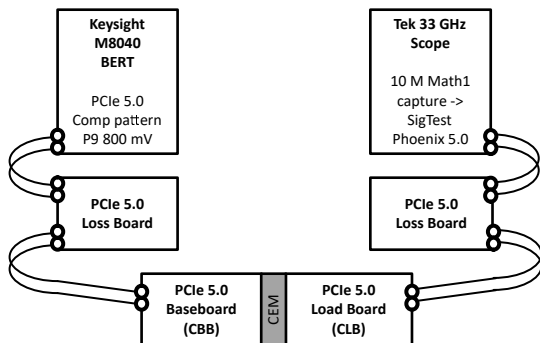 Keysight
M8040
BERT
PCIe 5.0
Comp pattern
P9 800 mV
Tek 33 GHz
Scope
10 M Math1
capture ->
SigTest
Phoenix 5.0
PCIe 5.0
Loss Board
PCIe 5.0
Loss Board
PCIe 5.0
Baseboard
(CBB)
CEM
PCIe 5.0
Load Board
(CLB)